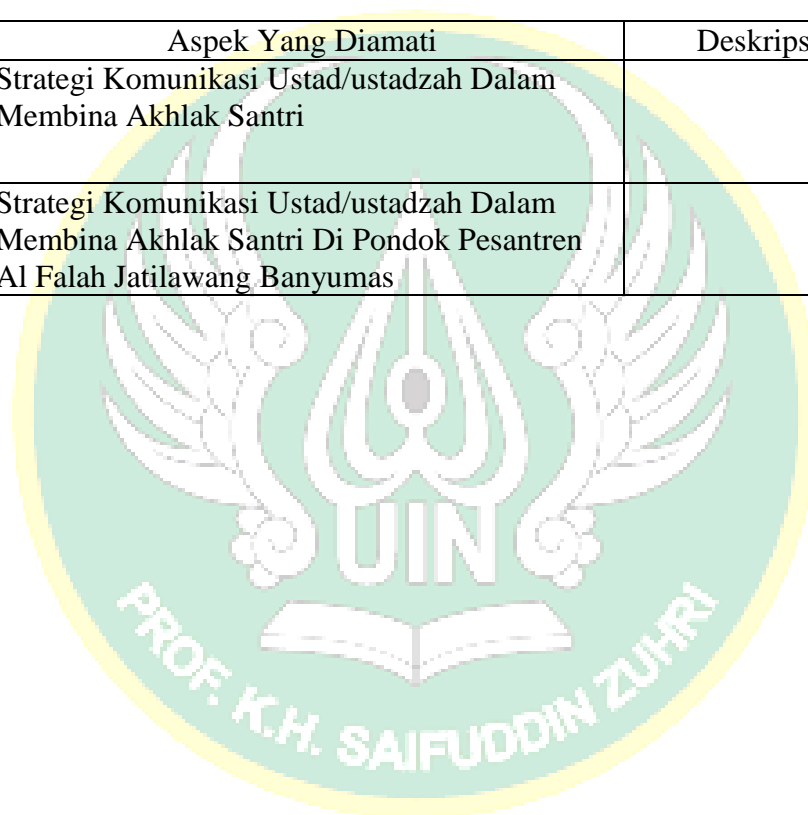 Aspek Yang Diamati
Deskrips
Strategi Komunikasi Ustad/ustadzah Dalam
Membina Akhlak Santri
Strategi Komunikasi Ustad/ustadzah Dalam
Membina Akhlak Santri Di Pondok Pesantren
Al Falah Jatilawang Banyumas
UIN
PROF. K.H. SAIFUDDIN ZUHRI